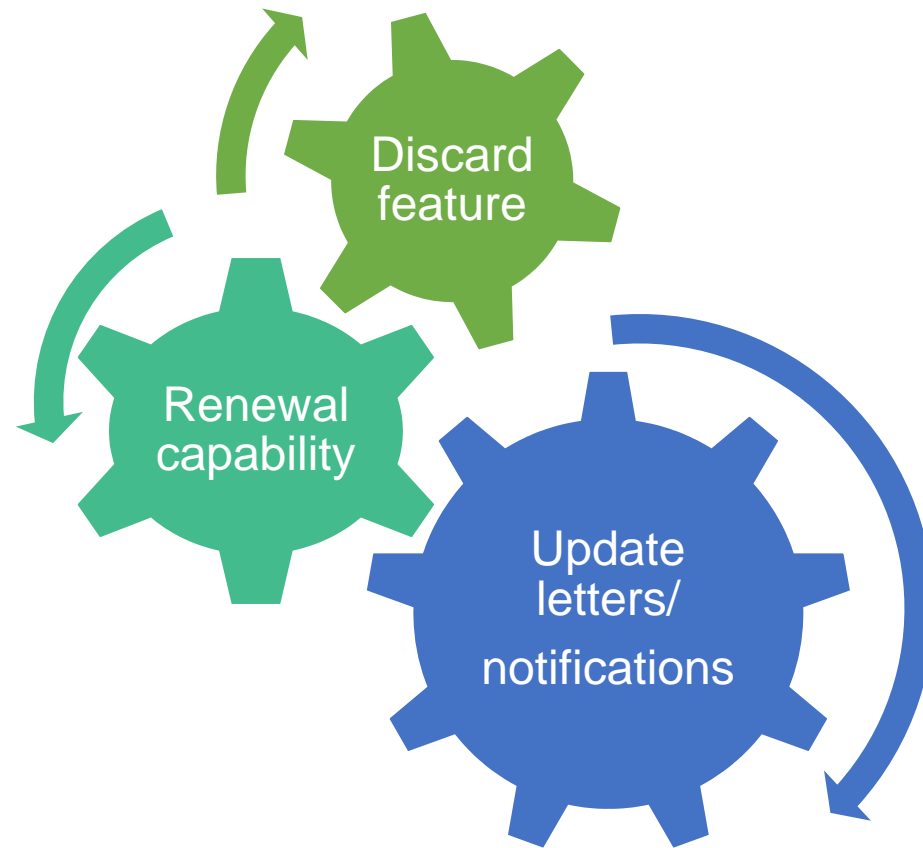 Discard
feature
Renewal
capability
Update
letters/
notifications